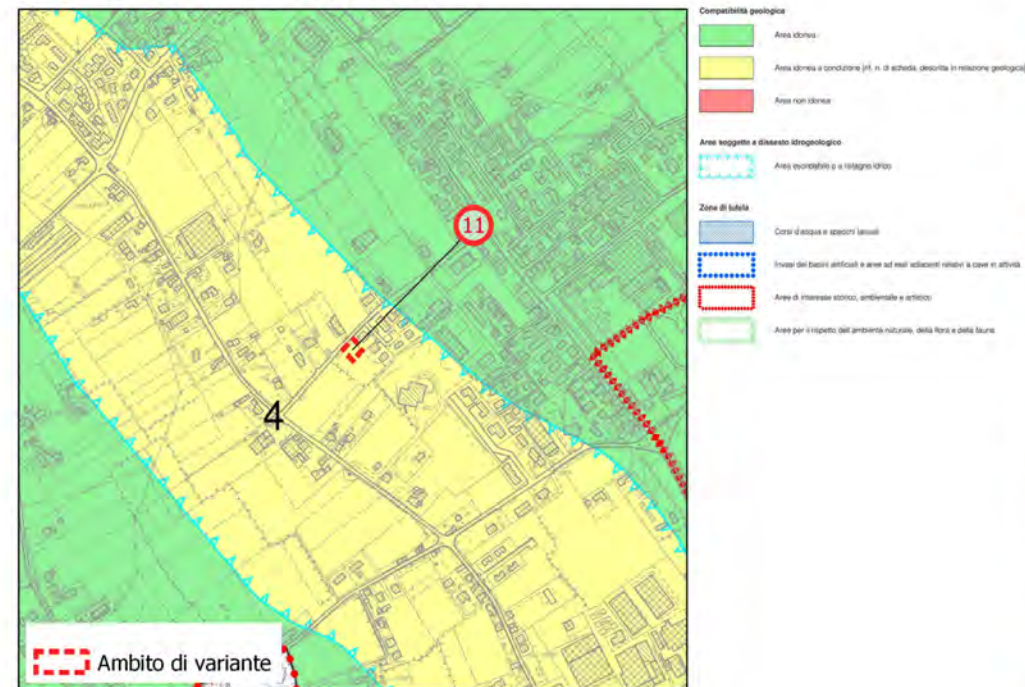 Compatibilità geologica
Area idonea
Area idonea a condizione [rif. n. di scheda, descritta in relazione geologica]
Area non idonea
Aree soggette a dissesto idrogeologico
Area esondabile o a ristagno idrico
Zone di tutela
Corsi d'acqua e specchi lacuali
Invasi dei bacini artificiali e aree ad essi adiacenti relativi a cave in attività
Aree di interesse storico, ambientale e artistico
Aree per il rispetto dell'ambiente naturale, della flora e della fauna
11
4
Ambito di variante